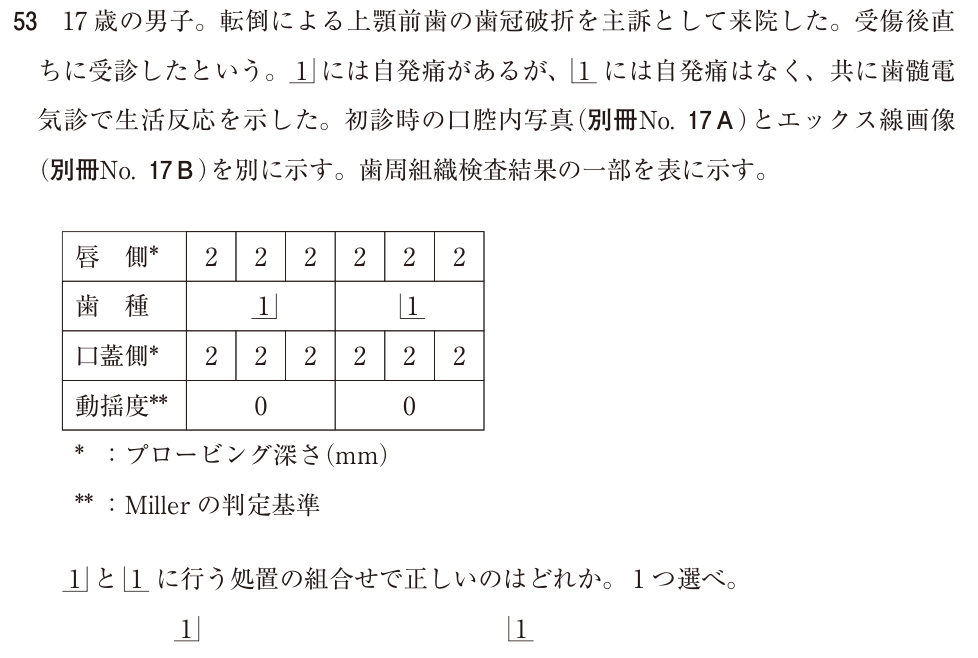 53 17歳の男子。転倒による上顎前歯の歯冠破折を主訴として来院した。受傷後直
ちに受診したという。1┘には自発痛があるが、└1 には自発痛はなく、共に歯髄電
気診で生活反応を示した。初診時の口腔内写真(別冊No. 17 A)とエックス線画像
(別冊No. 17 B)を別に示す。歯周組織検査結果の一部を表に示す。
唇 側* 2 2 2 2 2 2
歯 種 1┘ └1
口蓋側* 2 2 2 2 2 2
動揺度** 0 0
* :プロービング深さ(mm)
** :Miller の判定基準
1┘と└1 に行う処置の組合せで正しいのはどれか。1つ選べ。
1┘ └1